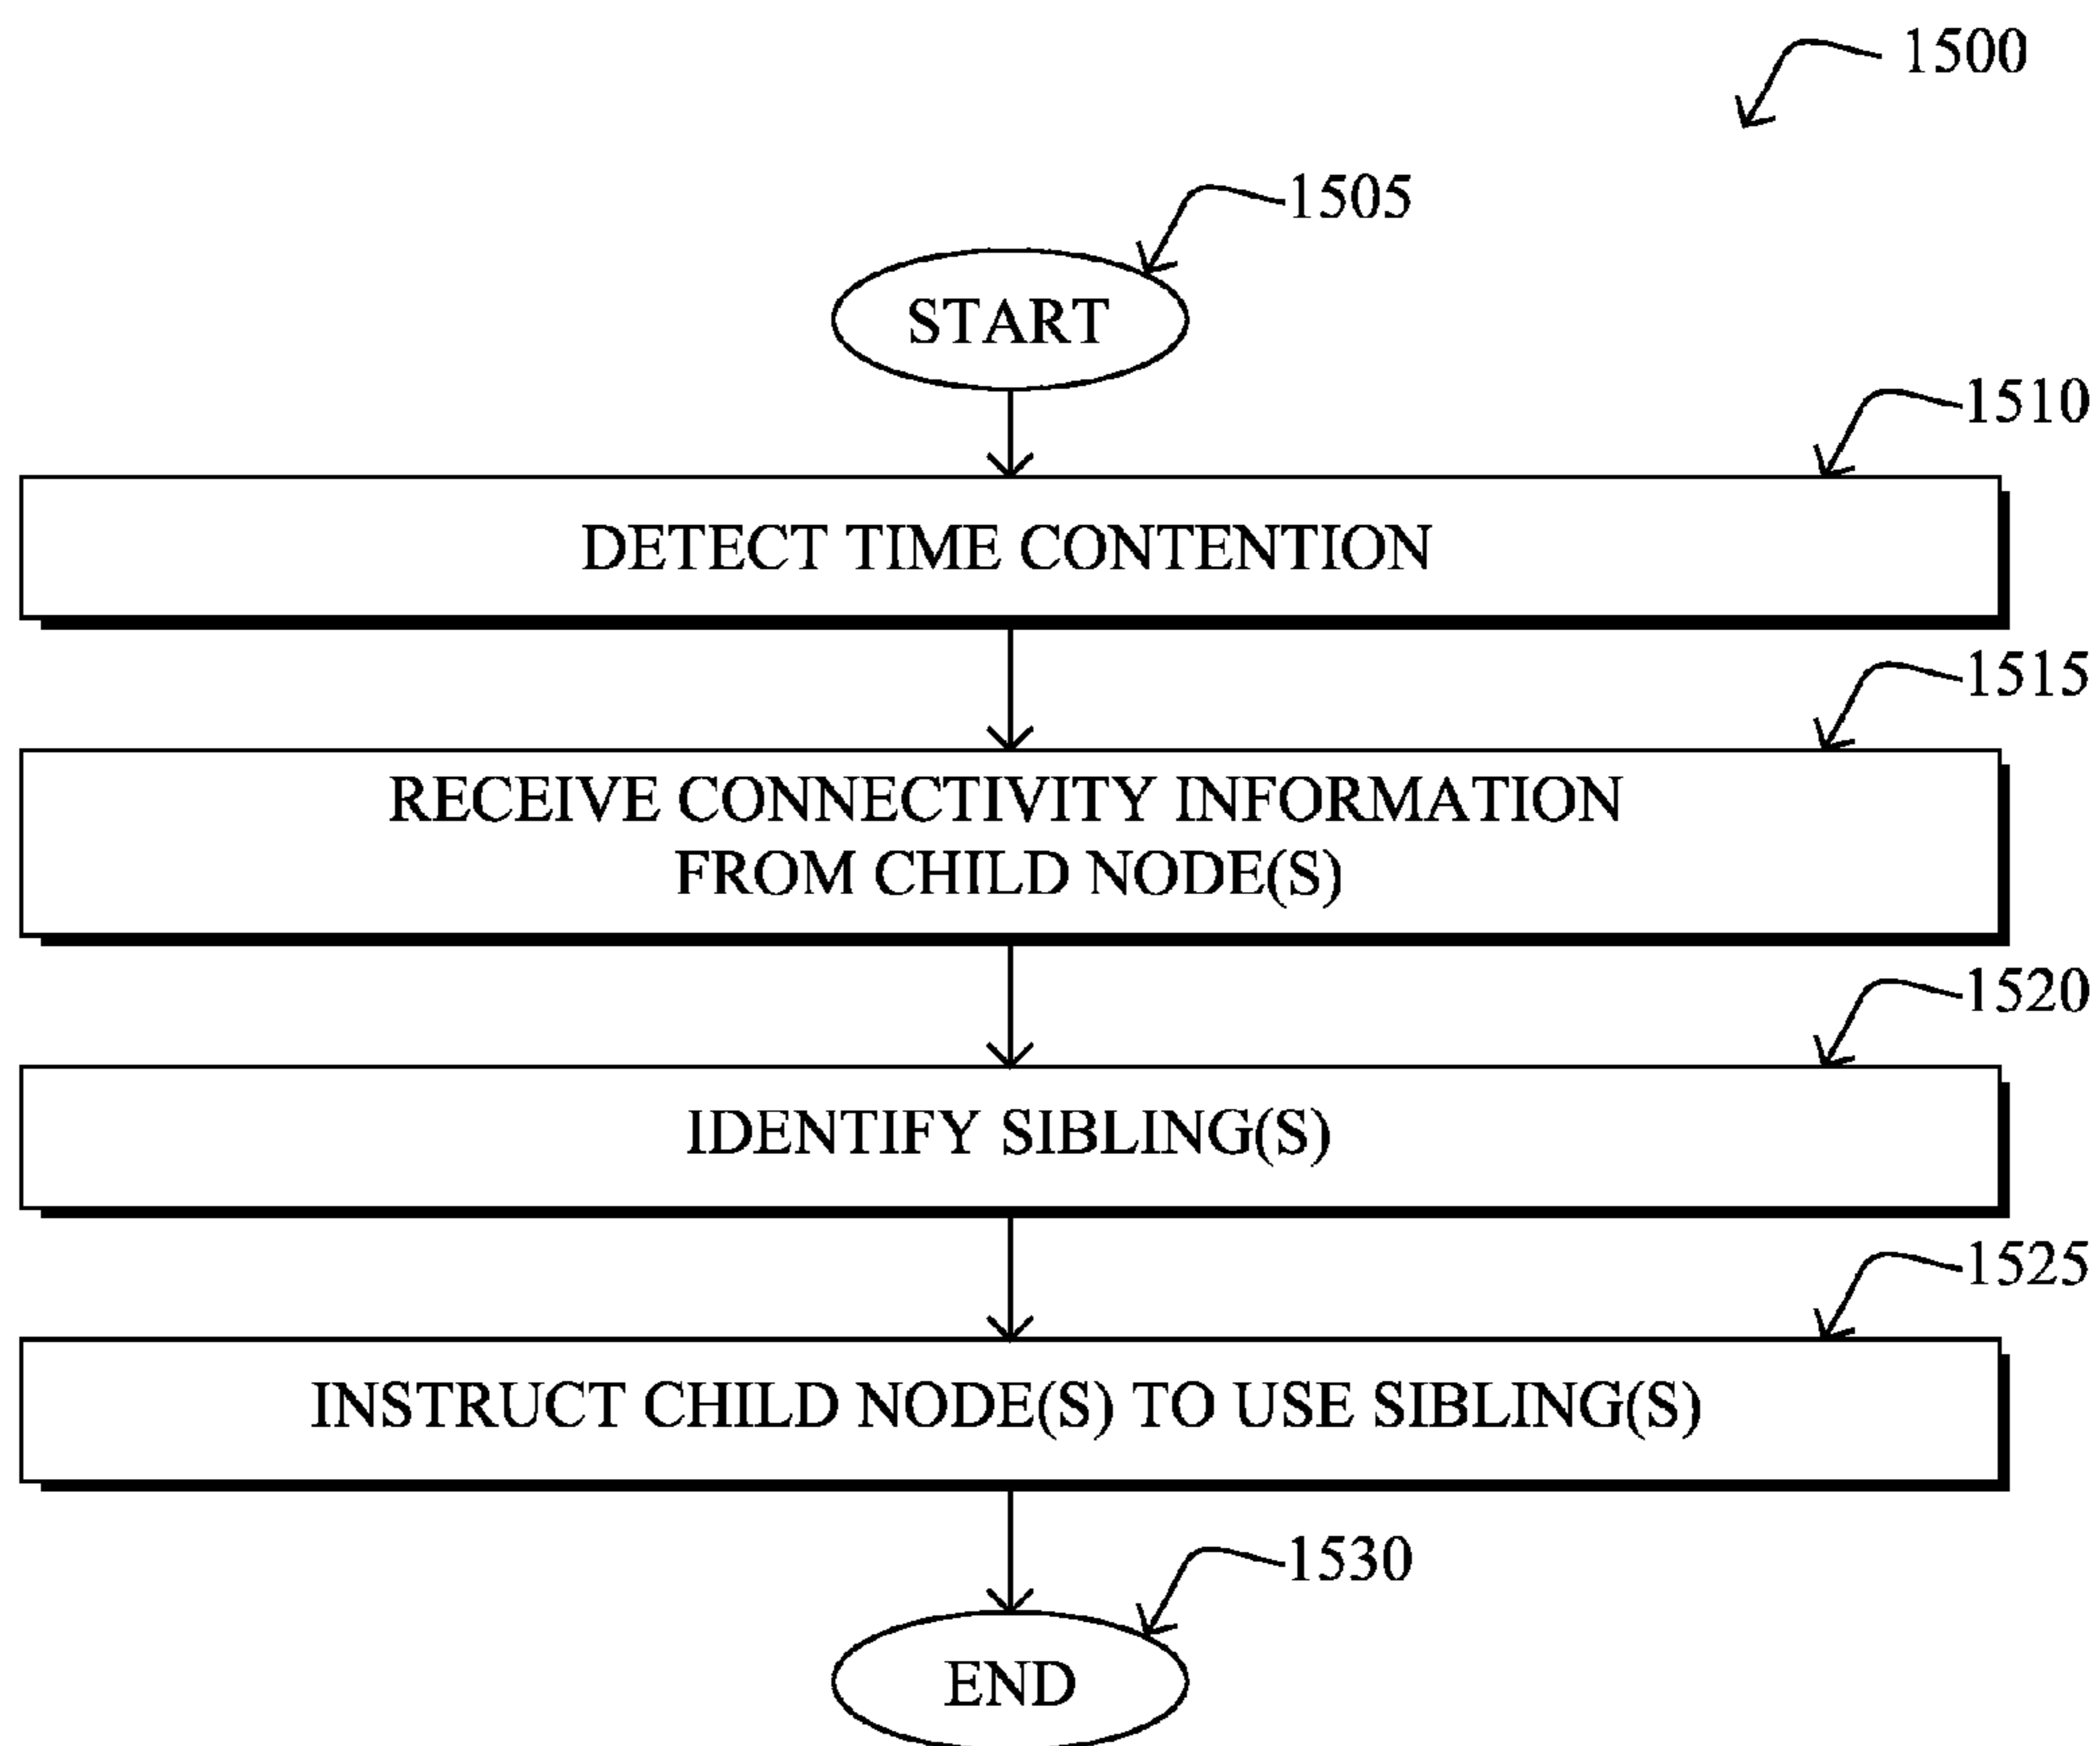 1500
1505
START
1510
DETECT TIME CONTENTION
1515
RECEIVE CONNECTIVITY INFORMATION
FROM CHILD NODE(S)
1520
IDENTIFY SIBLING(S)
1525
INSTRUCT CHILD NODE(S) TO USE SIBLING(S)
1530
END